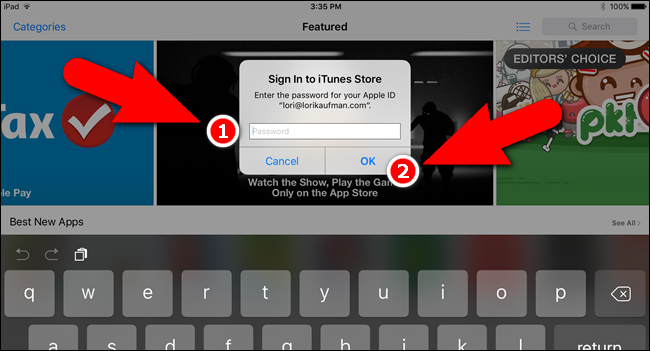 iPad 3:35 PM 100%
Categories Featured Search
EDITORS' CHOICE
Sign In to iTunes Store
Enter the password for your Apple ID
"lori@lorikaufman.com".
ax
1
Password
Cancel OK
2
pki
le Pay
Watch the Show, Play the Gam
Only on the App Store
Best New Apps See All >
q w e r t y u i o p
a s d f g h j k l return